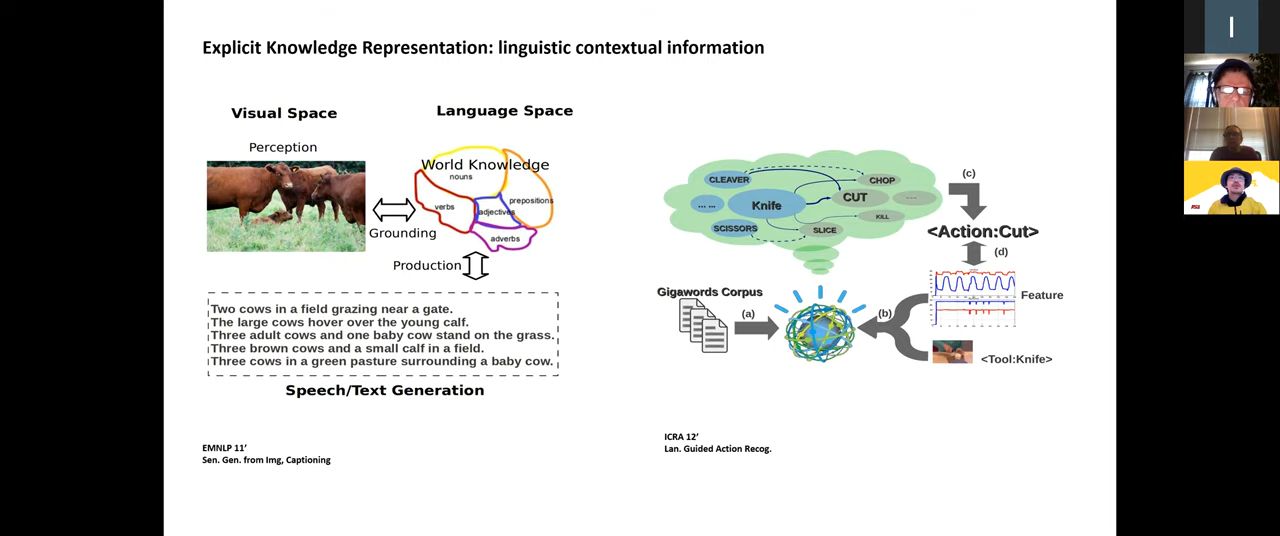 Explicit Knowledge Representation: linguistic contextual information
Visual Space
Language Space
Perception
World Knowledge
nouns
verbs
adjectives
prepositions
adverbs
Grounding
Production
Two cows in a field grazing near a gate.
The large cows hover over the young calf.
Three adult cows and one baby cow stand on the grass.
Three brown cows and a small calf in a field.
Three cows in a green pasture surrounding a baby cow.
Speech/Text Generation
EMNLP 11’
Sen. Gen. from Img, Captioning
CLEAVER
CHOP
... ...
Knife
CUT
KILL
SCISSORS
SLICE
(c)
<Action:Cut>
(d)
Gigawords Corpus
(a)
(b)
Feature
<Tool:Knife>
ICRA 12’
Lan. Guided Action Recog.
I